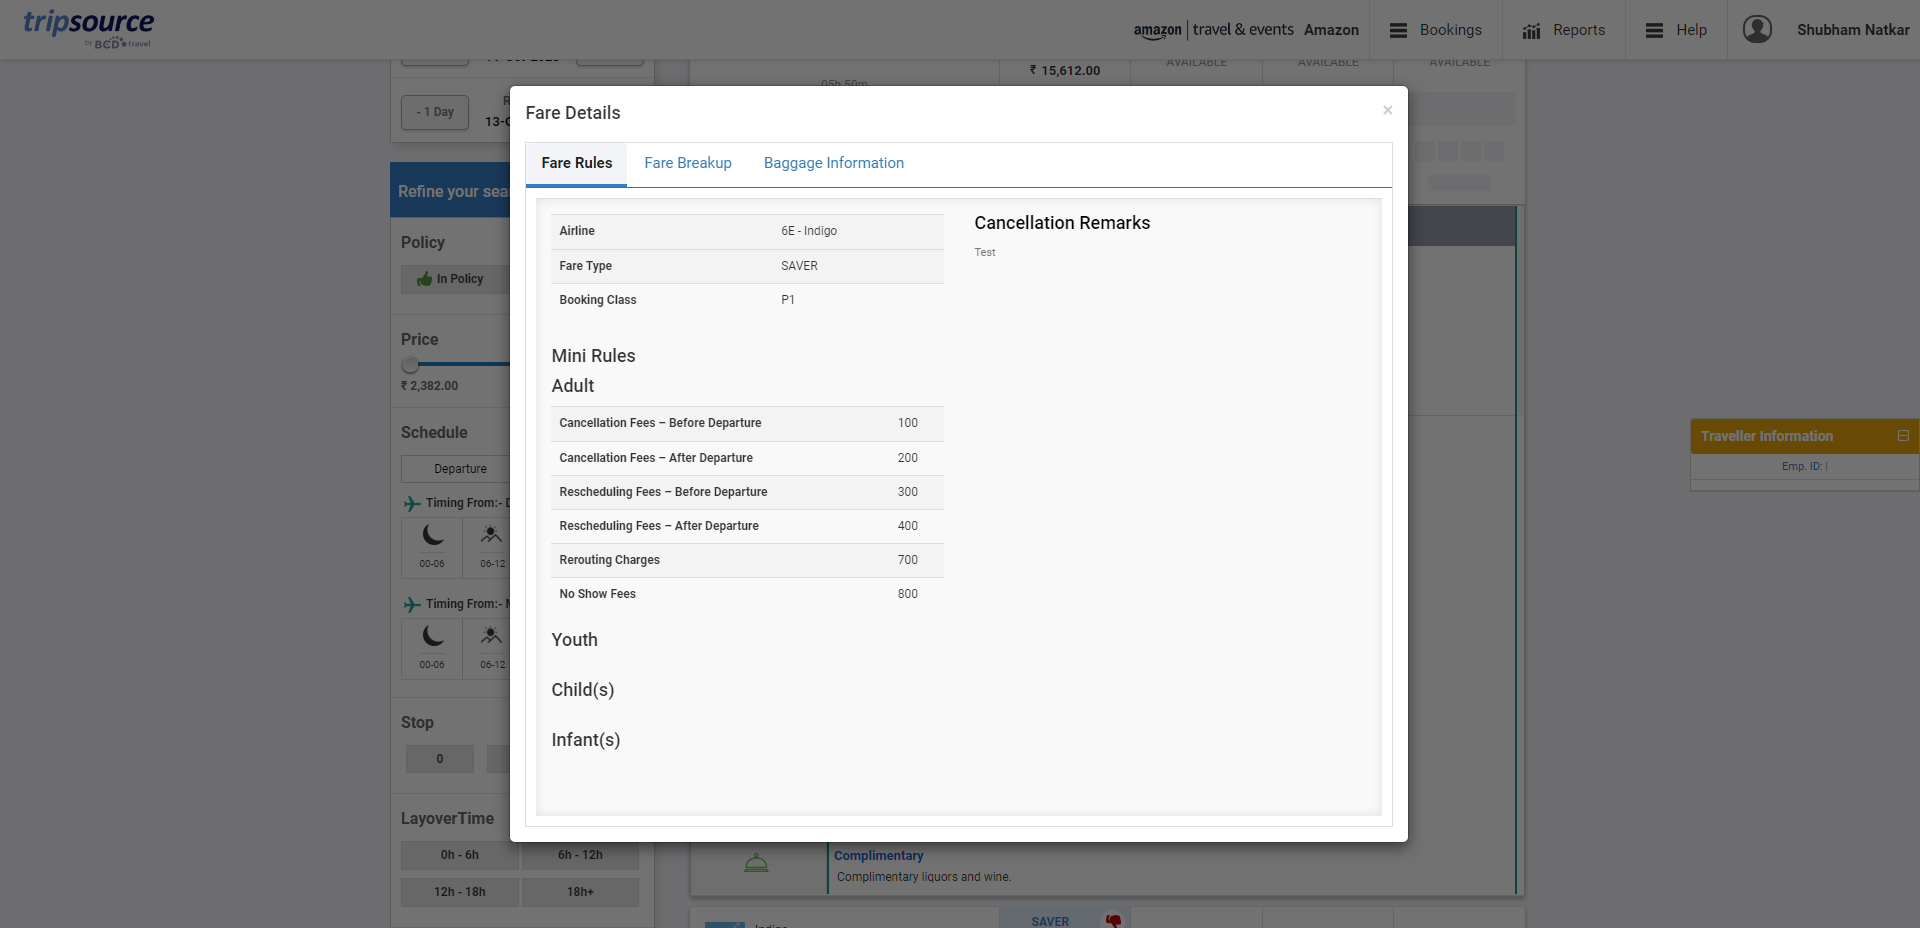 tripsource
by BCD travel
amazon | travel & events Amazon
Bookings
Reports
Help
Shubham Natkar
₹ 15,612.00
AVAILABLE
AVAILABLE
AVAILABLE
05h 50m
- 1 Day
Refine your
Policy
In Policy
Price
₹ 2,382.00
Schedule
Departure
Timing From:-
00-06
06-12
Timing From:-
00-06
06-12
Stop
0
LayoverTime
0h - 6h
6h - 12h
12h - 18h
18h+
Fare Details
×
Fare Rules
Fare Breakup
Baggage Information
Airline 6E - Indigo
Fare Type SAVER
Booking Class P1
Mini Rules
Adult
Cancellation Fees – Before Departure 100
Cancellation Fees – After Departure 200
Rescheduling Fees – Before Departure 300
Rescheduling Fees – After Departure 400
Rerouting Charges 700
No Show Fees 800
Youth
Child(s)
Infant(s)
Cancellation Remarks
Test
Traveller Information
Emp. ID: |
Complimentary
Complimentary liquors and wine.
SAVER